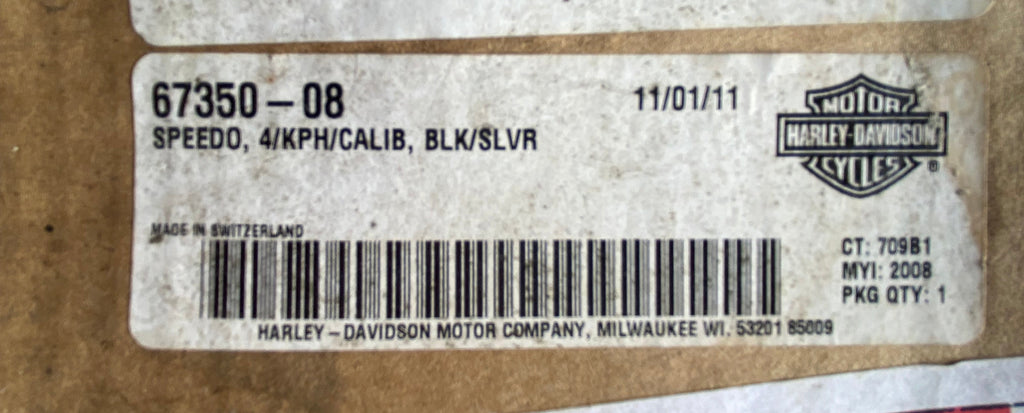 67350-08
11/01/11
SPEEDO, 4/KPH/CALIB, BLK/SLVR
MOTOR
HARLEY-DAVIDSON
CYCLES
®
MADE IN SWITZERLAND
CT: 709B1
MYI: 2008
PKG QTY: 1
HARLEY-DAVIDSON MOTOR COMPANY, MILWAUKEE WI. 53201 85009